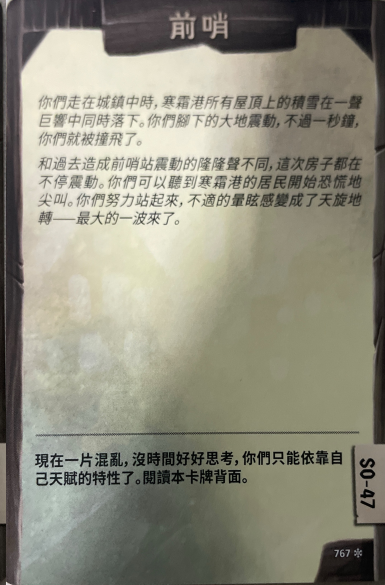 前哨
你們走在城鎮中時，寒霜港所有屋頂上的積雪在一聲
巨響中同時落下。你們腳下的大地震動，不過一秒鐘，
你們就被撞飛了。
和過去造成前哨站震動的隆隆聲不同，這次房子都在
不停震動。你們可以聽到寒霜港的居民開始恐慌地
尖叫。你們努力站起來，不適的暈眩感變成了天旋地
轉——最大的一波來了。
現在一片混亂，沒時間好好思考，你們只能依靠自
己天賦的特性了。閱讀本卡牌背面。
SO-47
767